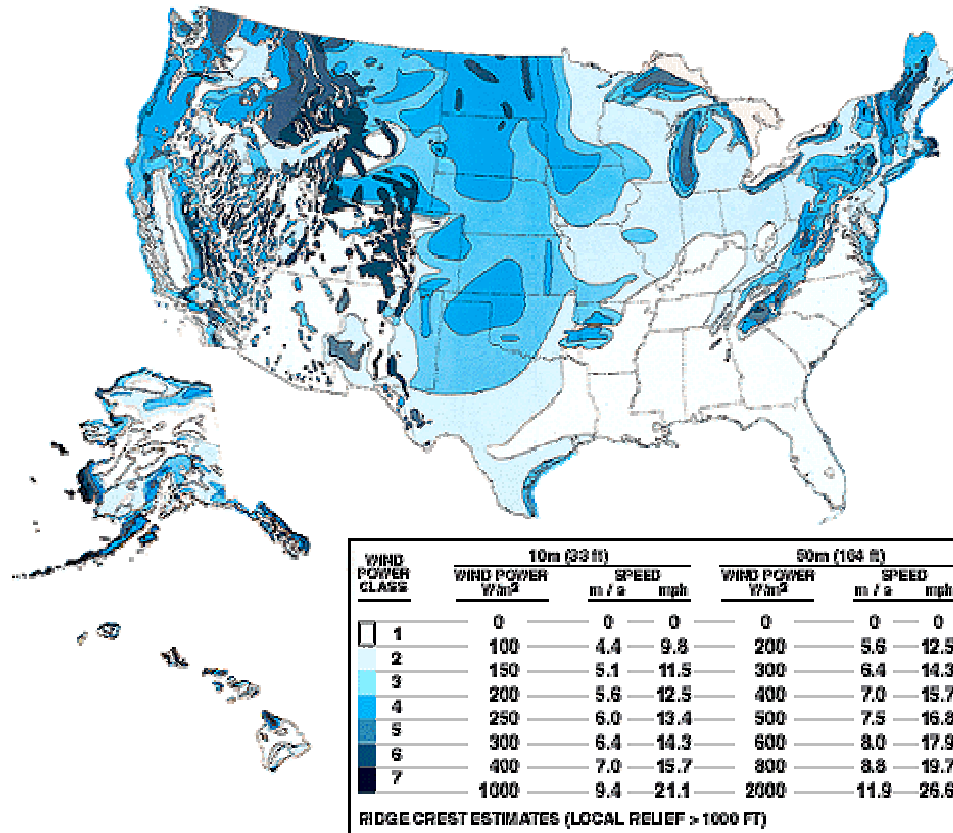 10m (33 ft) 50m (164 ft)
WIND POWER CLASS WIND POWER W/m² SPEED m / s mph WIND POWER W/m² SPEED m / s mph
0 0 0 0 0 0
1
100 4.4 9.8 200 5.6 12.5
2
150 5.1 11.5 300 6.4 14.3
3
200 5.6 12.5 400 7.0 15.7
4
250 6.0 13.4 500 7.5 16.8
5
300 6.4 14.3 600 8.0 17.9
6
400 7.0 15.7 800 8.8 19.7
7
1000 9.4 21.1 2000 11.9 26.6
RIDGE CREST ESTIMATES (LOCAL RELIEF > 1000 FT)